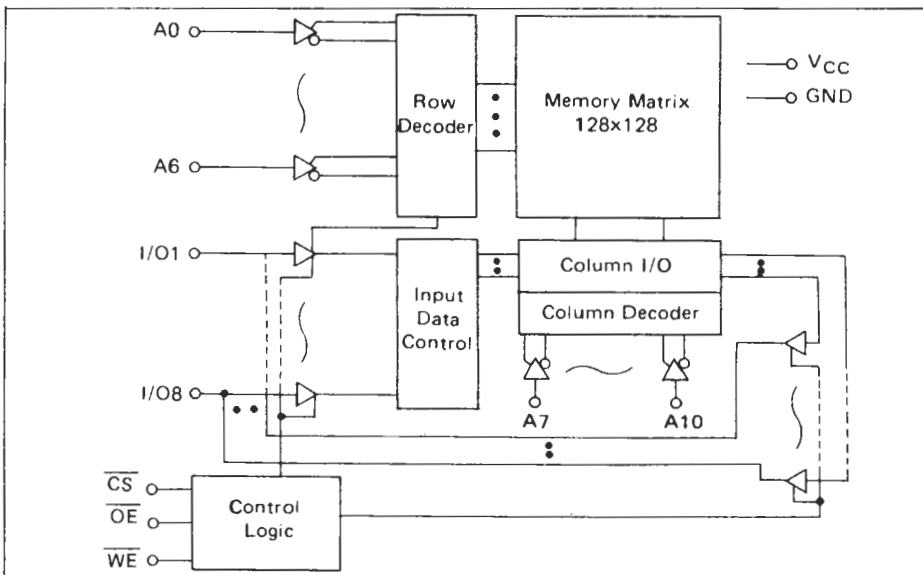 A0
Row
Decoder
Memory Matrix
128x128
VCC
GND
A6
I/O1
Input
Data
Control
Column I/O
Column Decoder
I/O8
A7
A10
CS
OE
WE
Control
Logic